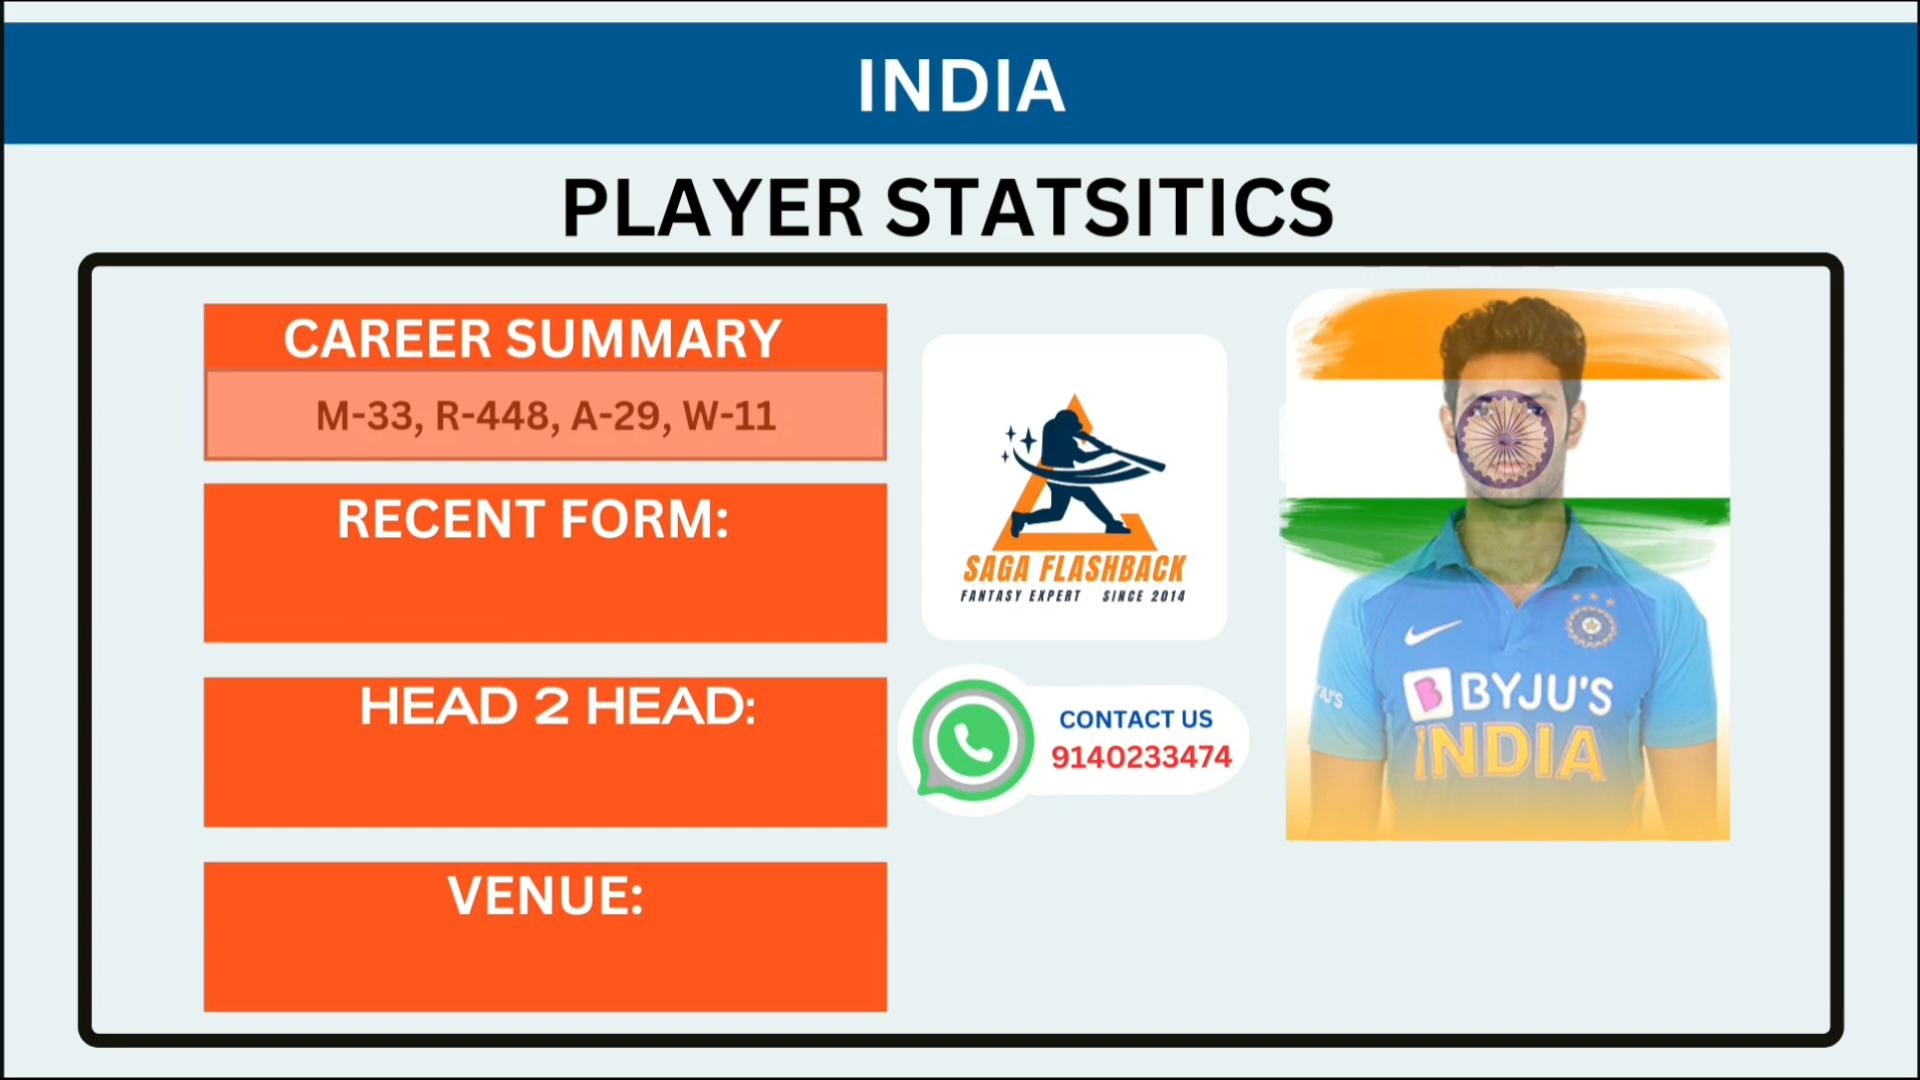 INDIA
PLAYER STATSITICS
CAREER SUMMARY
M-33, R-448, A-29, W-11
RECENT FORM:
HEAD 2 HEAD:
VENUE:
SAGA FLASHBACK
FANTASY EXPERT SINCE 2014
CONTACT US
9140233474
BYJU'S
INDIA